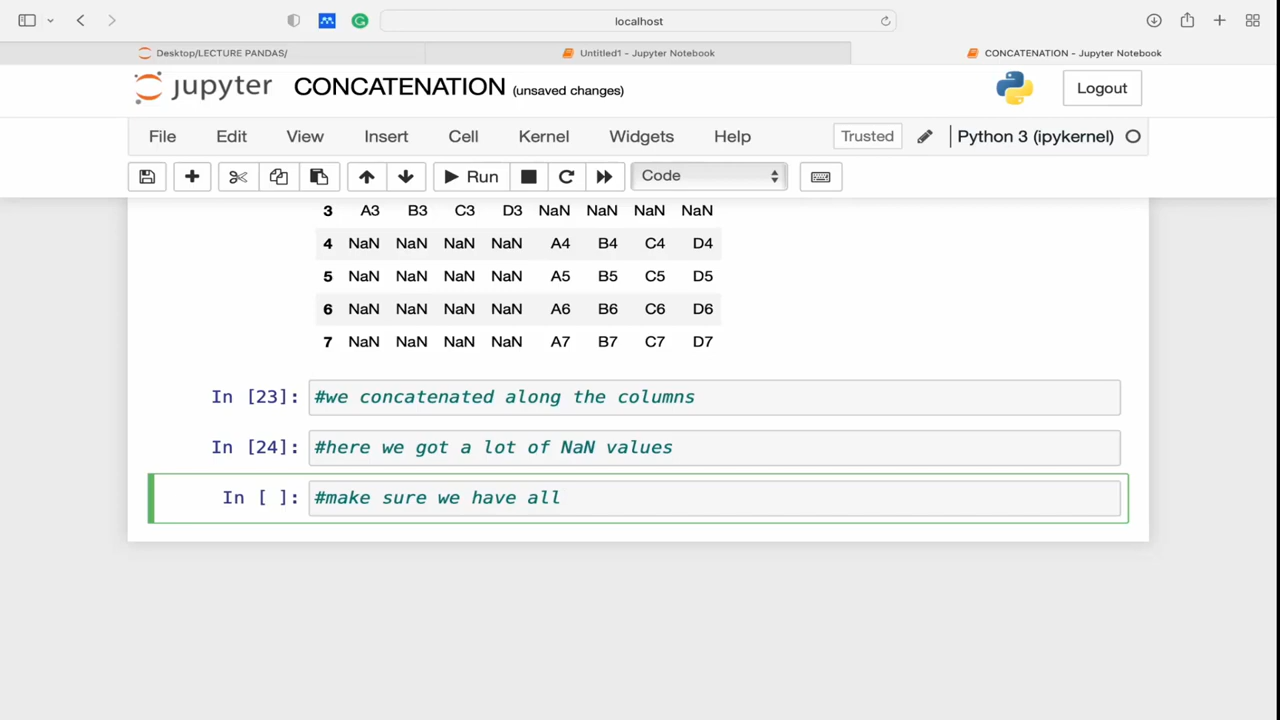 localhost
Desktop/LECTURE PANDAS/
Untitled1 - Jupyter Notebook
CONCATENATION - Jupyter Notebook
jupyter CONCATENATION (unsaved changes)
Logout
File Edit View Insert Cell Kernel Widgets Help Trusted Python 3 (ipykernel)
Run Code
3 A3 B3 C3 D3 NaN NaN NaN NaN
4 NaN NaN NaN NaN A4 B4 C4 D4
5 NaN NaN NaN NaN A5 B5 C5 D5
6 NaN NaN NaN NaN A6 B6 C6 D6
7 NaN NaN NaN NaN A7 B7 C7 D7
In [23]: #we concatenated along the columns
In [24]: #here we got a lot of NaN values
In [ ]: #make sure we have all